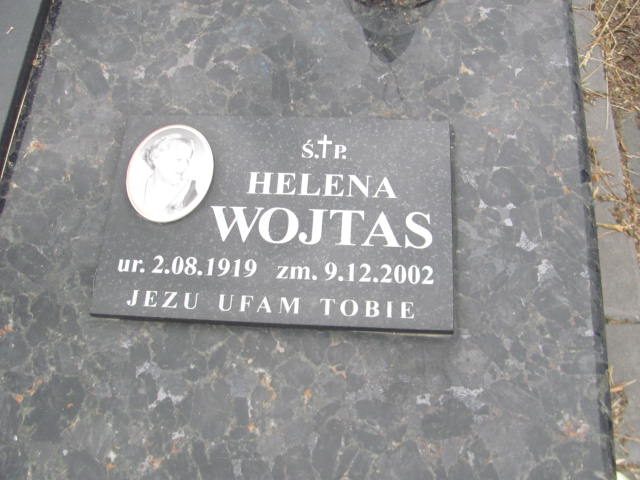 Ś.†P.
HELENA
WOJTAS
ur. 2.08.1919 zm. 9.12.2002
JEZU UFAM TOBIE